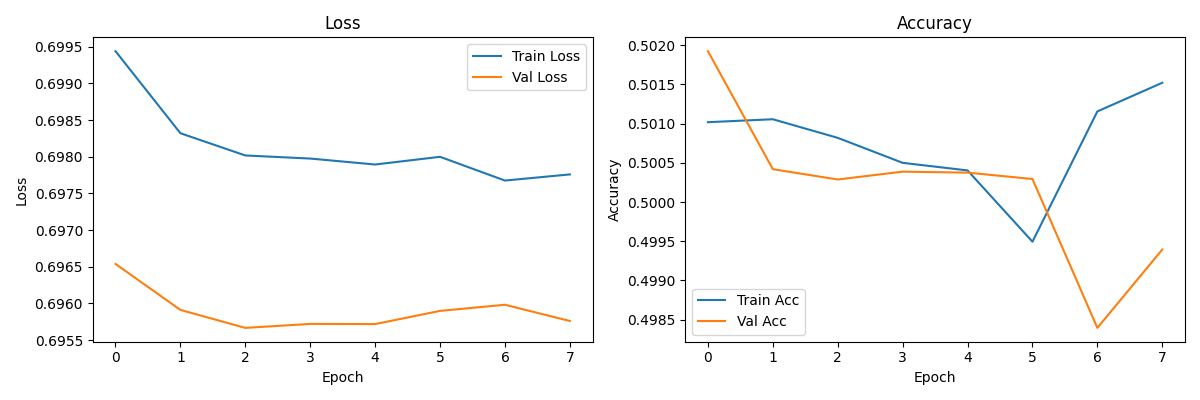 Loss
0.6995
0.6990
0.6985
0.6980
0.6975
0.6970
0.6965
0.6960
0.6955
Loss
0 1 2 3 4 5 6 7
Epoch
Train Loss
Val Loss
Accuracy
0.5020
0.5015
0.5010
0.5005
0.5000
0.4995
0.4990
0.4985
Accuracy
0 1 2 3 4 5 6 7
Epoch
Train Acc
Val Acc